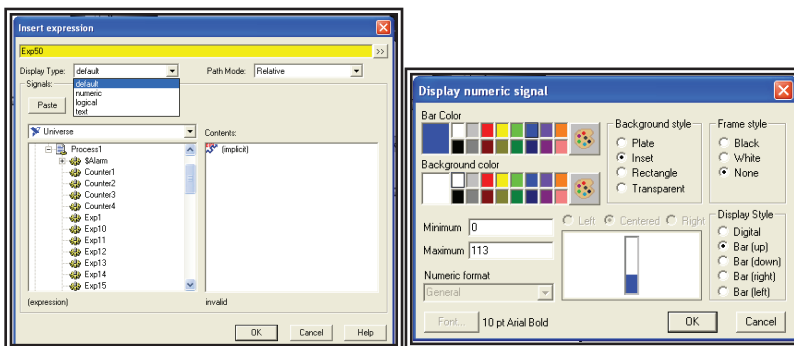 Insert expression
Exp50
>>
Display Type: default
Path Mode: Relative
default
numeric
logical
text
Signals:
Paste
Universe
Contents:
Process1
$Alarm
Counter1
Counter2
Counter3
Counter4
Exp1
Exp10
Exp11
Exp12
Exp13
Exp14
Exp15
(implicit)
(expression)
invalid
OK Cancel Help
Display numeric signal
Bar Color
Background color
Background style
Plate
Inset
Rectangle
Transparent
Frame style
Black
White
None
Minimum 0
Maximum 113
Numeric format
General
Left Centered Right
Display Style
Digital
Bar (up)
Bar (down)
Bar (right)
Bar (left)
Font... 10 pt Arial Bold
OK Cancel